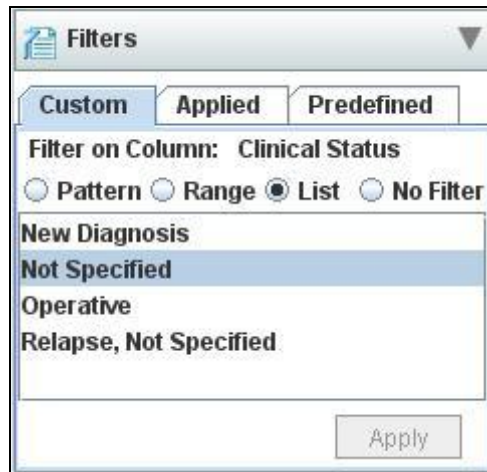 Filters
Custom Applied Predefined
Filter on Column: Clinical Status
Pattern Range List No Filter
New Diagnosis
Not Specified
Operative
Relapse, Not Specified
Apply